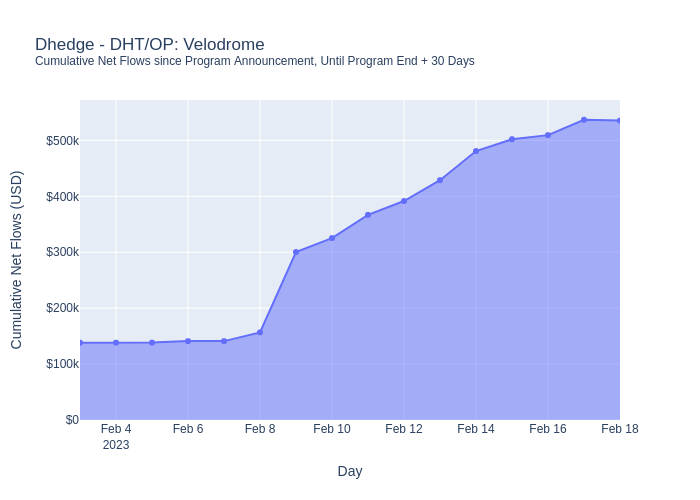 Dhedge - DHT/OP: Velodrome
Cumulative Net Flows since Program Announcement, Until Program End + 30 Days
Cumulative Net Flows (USD)
$500k
$400k
$300k
$200k
$100k
$0
Feb 4
2023
Feb 6
Feb 8
Feb 10
Feb 12
Feb 14
Feb 16
Feb 18
Day